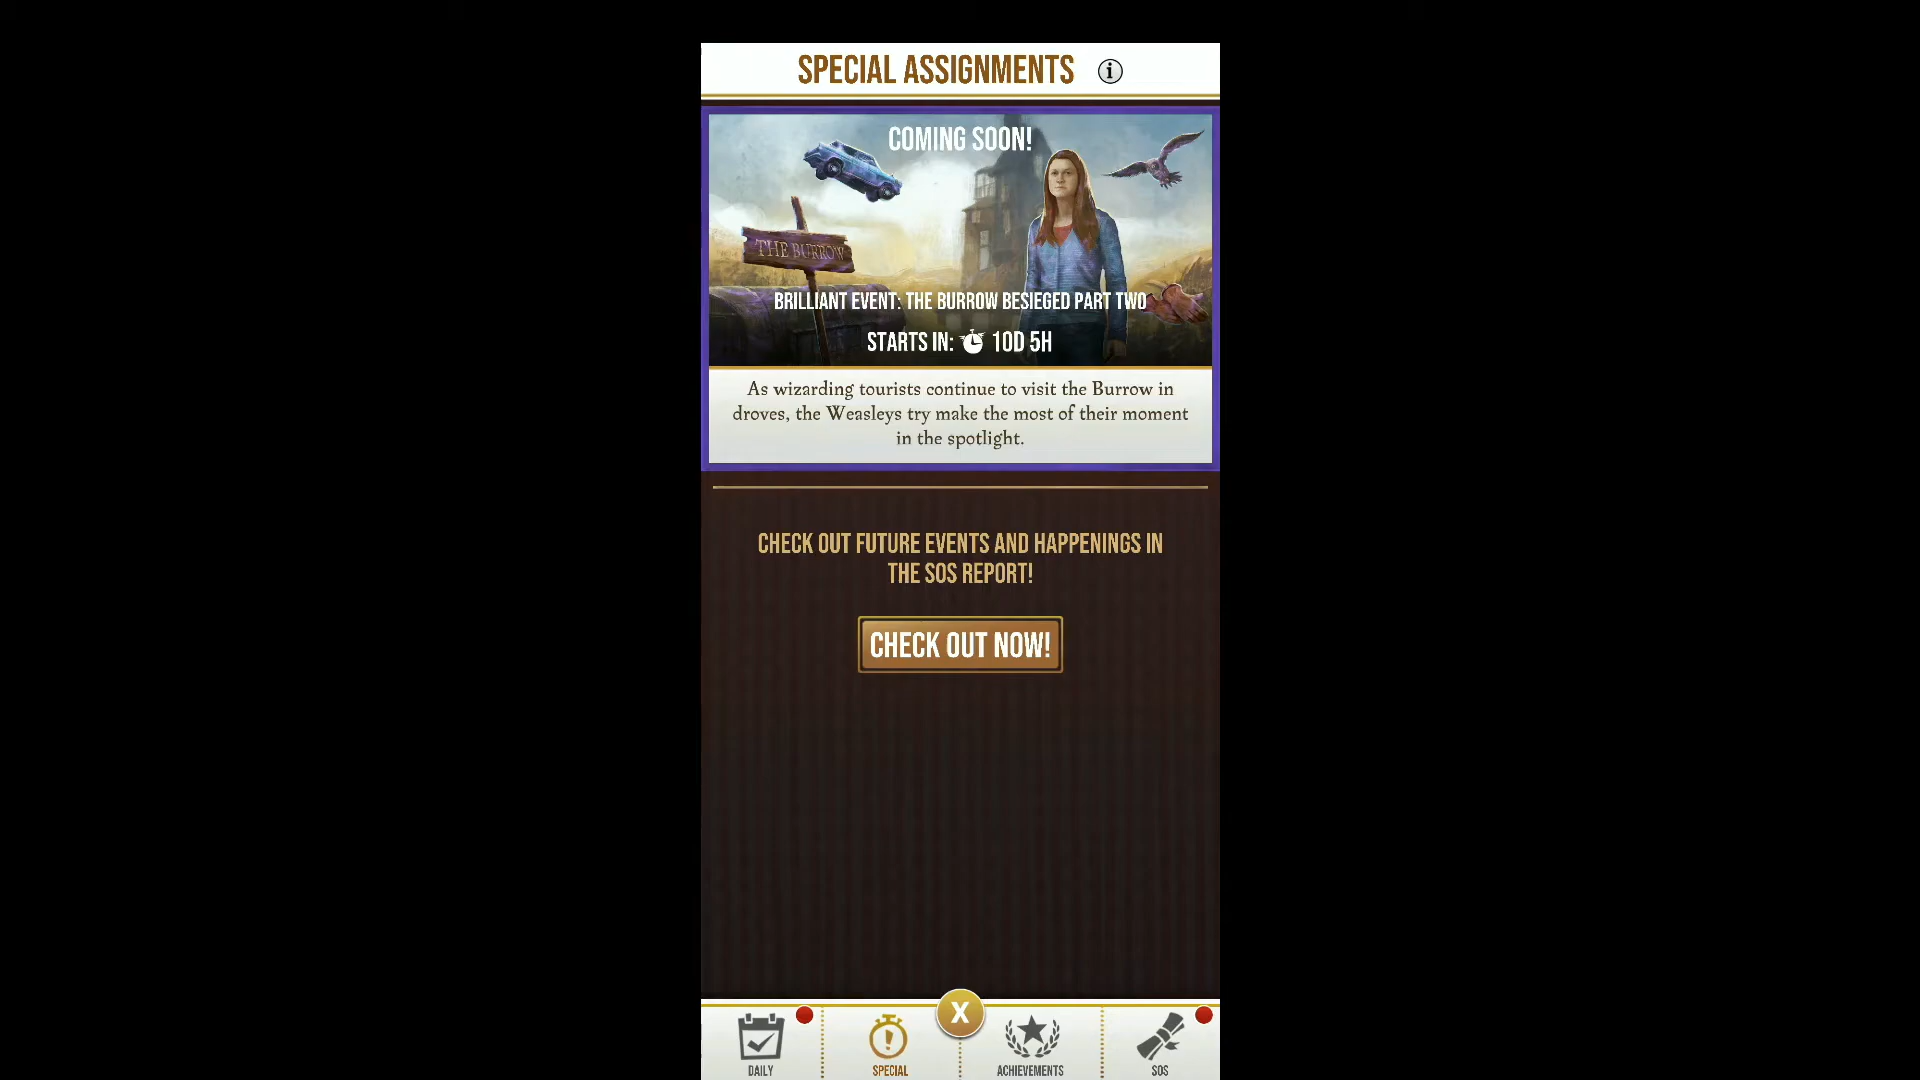 SPECIAL ASSIGNMENTS i
COMING SOON!
THE BURROW
BRILLIANT EVENT: THE BURROW BESIEGED PART TWO
STARTS IN: 10D 5H
As wizarding tourists continue to visit the Burrow in
droves, the Weasleys try make the most of their moment
in the spotlight.
CHECK OUT FUTURE EVENTS AND HAPPENINGS IN
THE SOS REPORT!
CHECK OUT NOW!
X
DAILY
SPECIAL
ACHIEVEMENTS
SOS